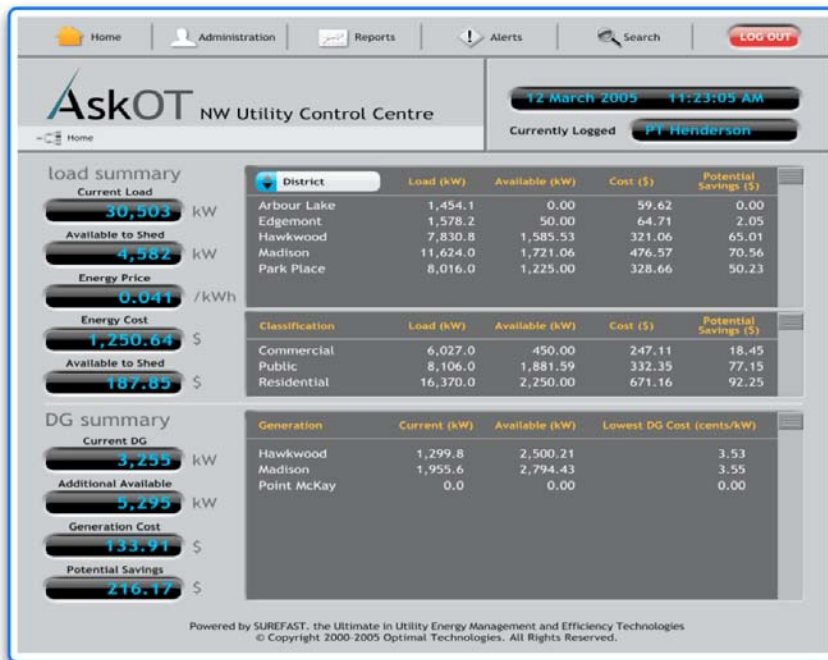 Home Administration Reports Alerts Search LOG OUT
AskOT NW Utility Control Centre
12 March 2005 11:23:05 AM
Currently Logged PT Henderson
Home
load summary
Current Load
30,503 kW
Available to Shed
4,582 kW
Energy Price
0.041 /kWh
Energy Cost
1,250.64 $
Available to Shed
187.85 $
District Load (kW) Available (kW) Cost ($) Potential Savings ($)
Arbour Lake 1,454.1 0.00 59.62 0.00
Edgemont 1,578.2 50.00 64.71 2.05
Hawkwood 7,830.8 1,585.53 321.06 65.01
Madison 11,624.0 1,721.06 476.57 70.56
Park Place 8,016.0 1,225.00 328.66 50.23
Classification Load (kW) Available (kW) Cost ($) Potential Savings ($)
Commercial 6,027.0 450.00 247.11 18.45
Public 8,106.0 1,881.59 332.35 77.15
Residential 16,370.0 2,250.00 671.16 92.25
DG summary
Current DG
3,255 kW
Additional Available
5,295 kW
Generation Cost
133.91 $
Potential Savings
216.17 $
Generation Current (kW) Available (kW) Lowest DG Cost (cents/kW)
Hawkwood 1,299.8 2,500.21 3.53
Madison 1,955.6 2,794.43 3.55
Point McKay 0.0 0.00 0.00
Powered by SUREFAST. the Ultimate in Utility Energy Management and Efficiency Technologies
© Copyright 2000-2005 Optimal Technologies. All Rights Reserved.